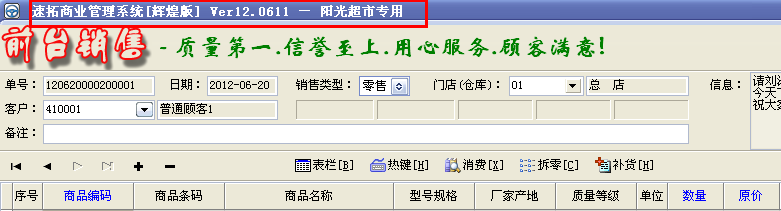 速拓商业管理系统[辉煌版] Ver12.0611 － 阳光超市专用
前台销售 - 质量第一.信誉至上.用心服务.顾客满意!
单号: 120620000200001 日期: 2012-06-20 销售类型: 零售 门店(仓库): 01 总 店 信息:
客户: 410001 普通顾客1
今天
祝大
备注:
表栏[B] 热键[H] 消费[X] 拆零[C] 补货[M]
序号 商品编码 商品条码 商品名称 型号规格 厂家产地 质量等级 单位 数量 原价